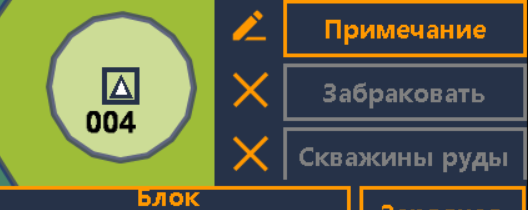 Примечание
004
Забраковать
Скважины руды
Блок